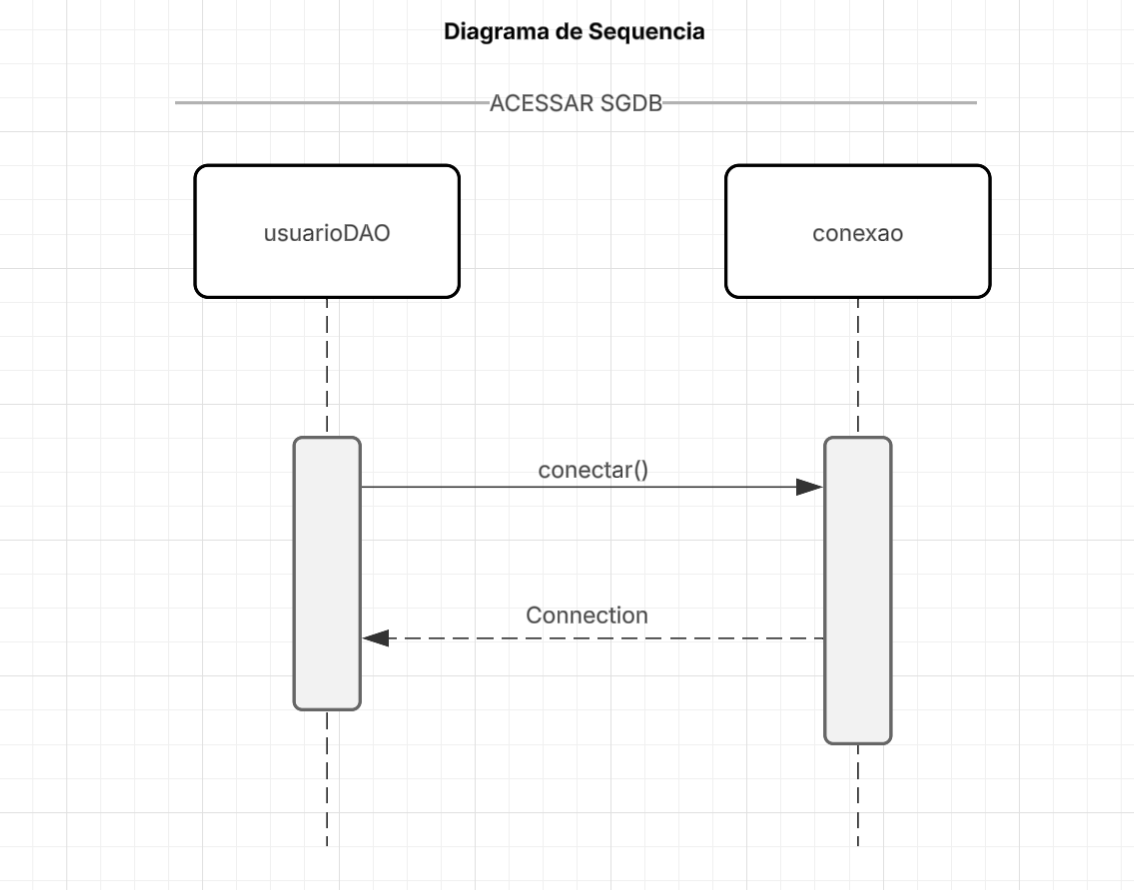 Diagrama de Sequencia
ACESSAR SGDB
usuarioDAO
conexao
conectar()
Connection